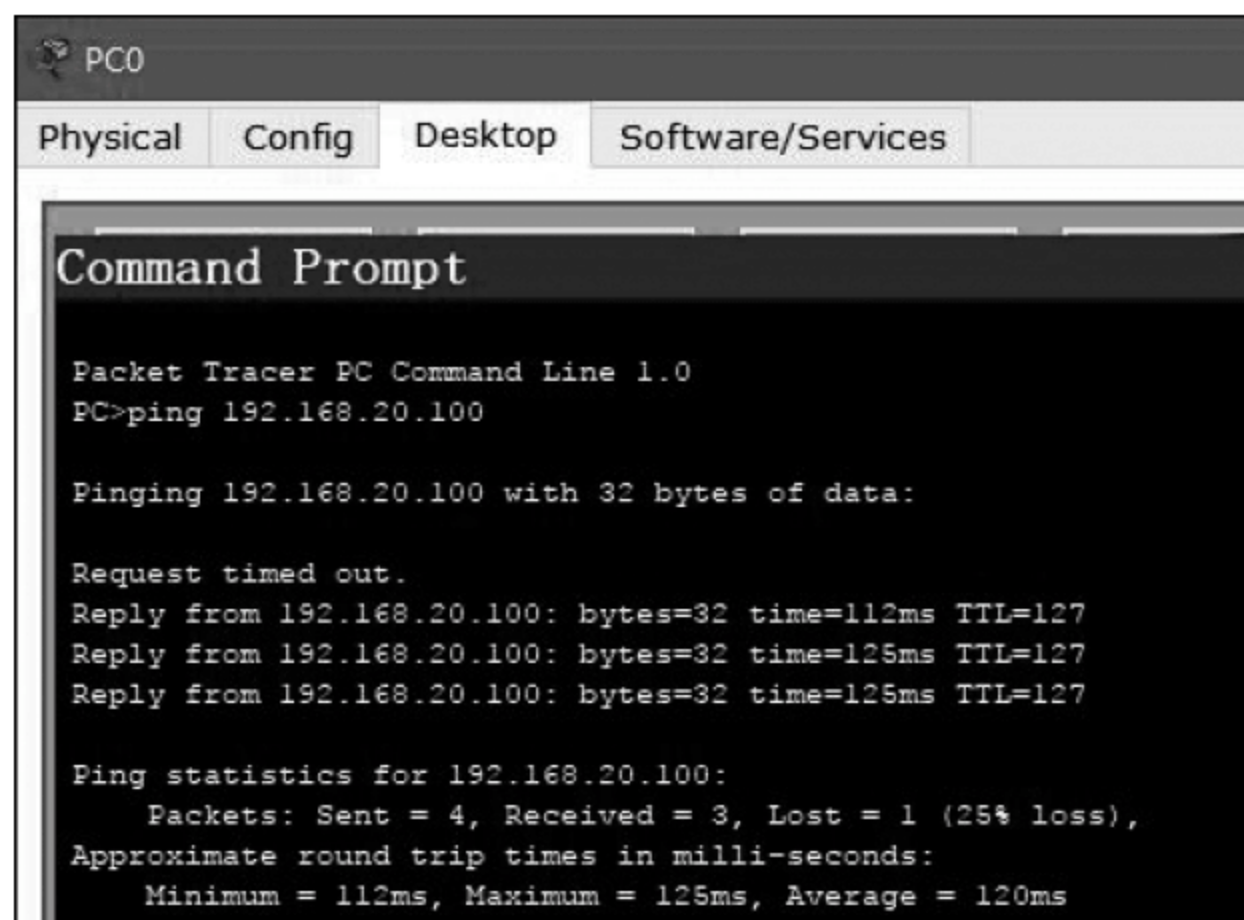 PC0
Physical Config Desktop Software/Services
Command Prompt
Packet Tracer PC Command Line 1.0
PC>ping 192.168.20.100
Pinging 192.168.20.100 with 32 bytes of data:
Request timed out.
Reply from 192.168.20.100: bytes=32 time=112ms TTL=127
Reply from 192.168.20.100: bytes=32 time=125ms TTL=127
Reply from 192.168.20.100: bytes=32 time=125ms TTL=127
Ping statistics for 192.168.20.100:
Packets: Sent = 4, Received = 3, Lost = 1 (25% loss),
Approximate round trip times in milli-seconds:
Minimum = 112ms, Maximum = 125ms, Average = 120ms